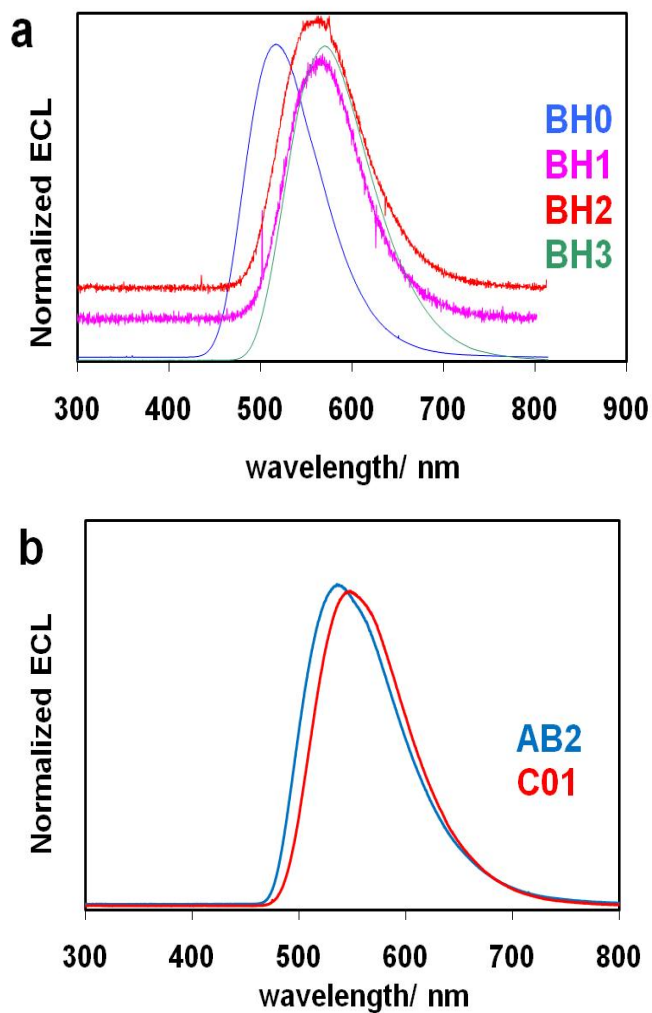 a
Normalized ECL
BH0
BH1
BH2
BH3
300 400 500 600 700 800 900
wavelength/ nm
b
Normalized ECL
AB2
C01
300 400 500 600 700 800
wavelength/ nm